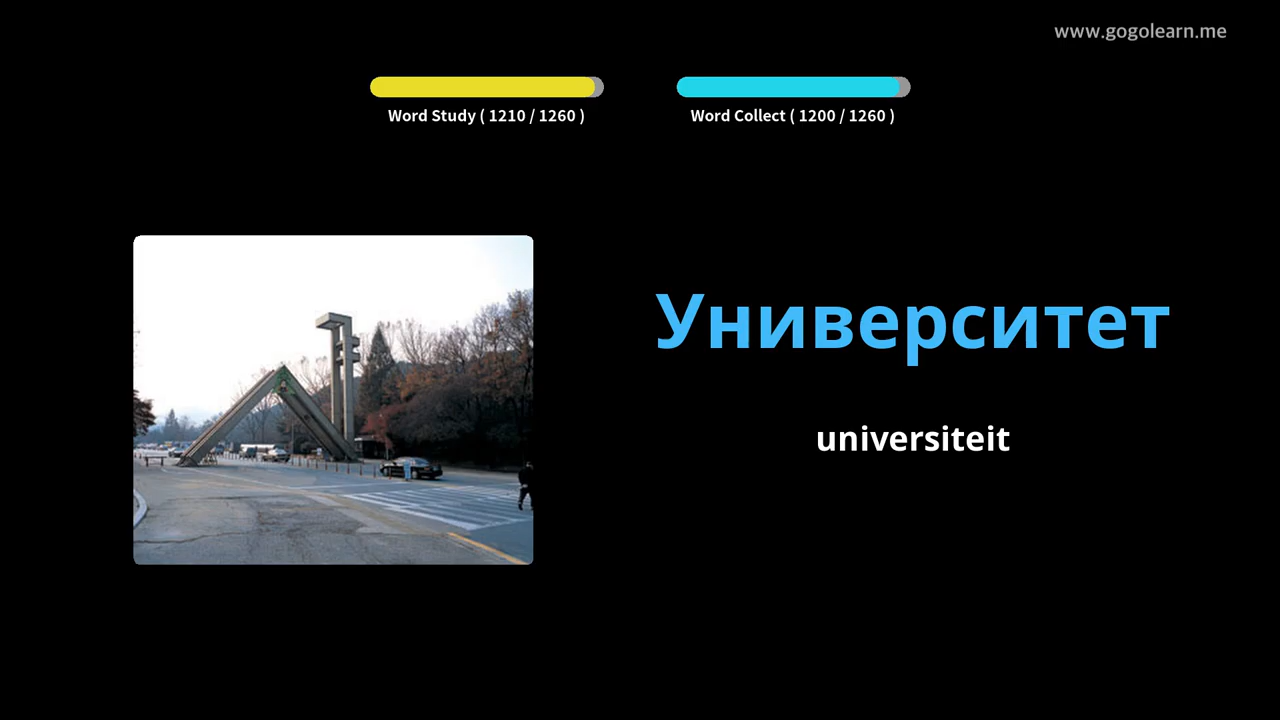 www.gogolearn.me
Word Study ( 1210 / 1260 )
Word Collect ( 1200 / 1260 )
Университет
universiteit